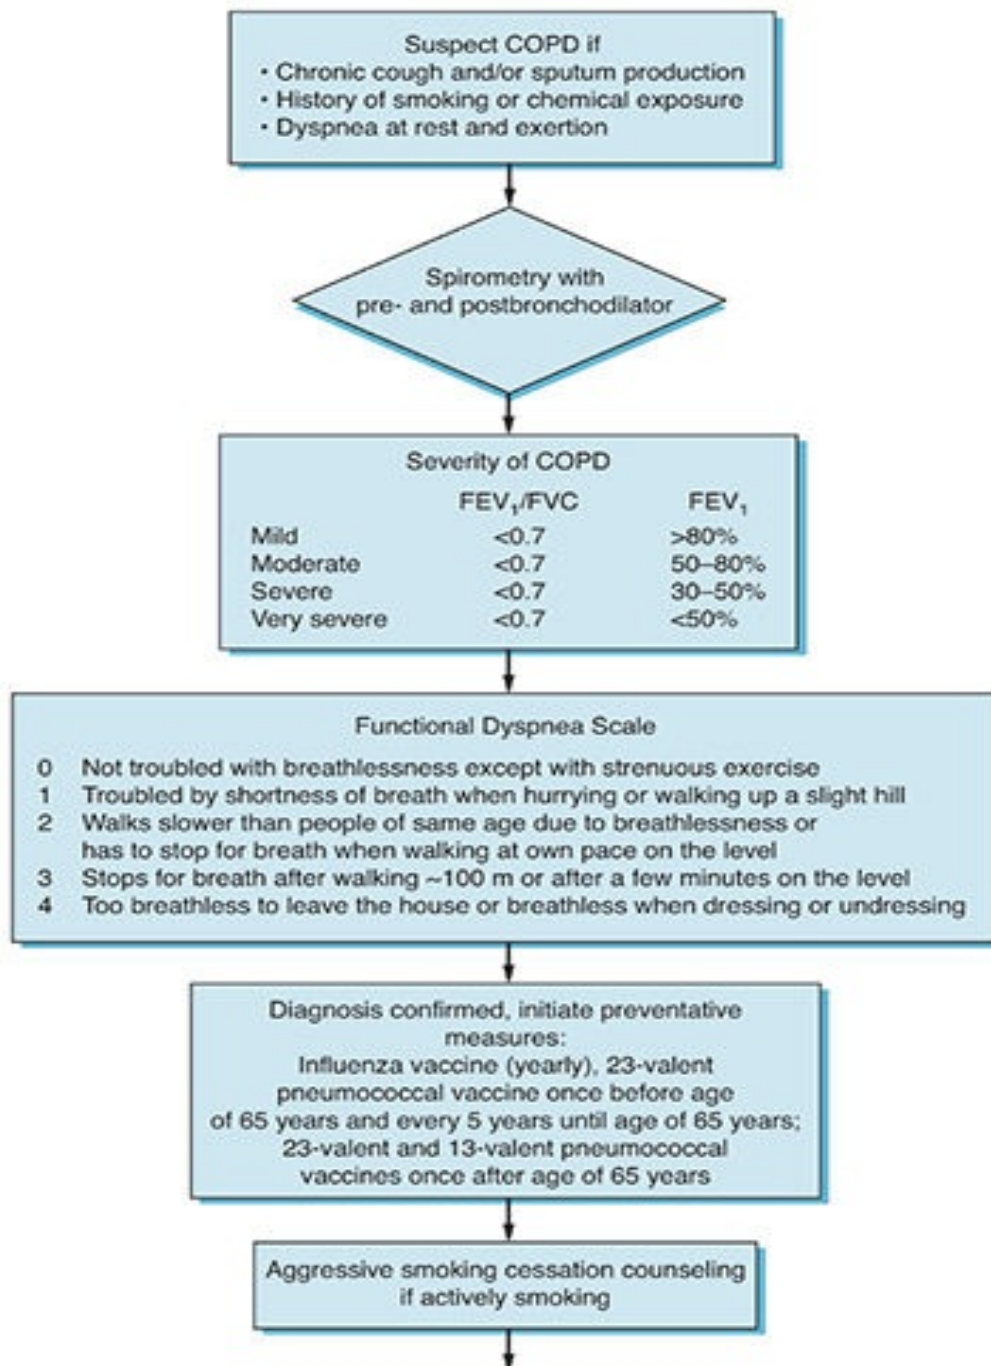 Suspect COPD if
• Chronic cough and/or sputum production
• History of smoking or chemical exposure
• Dyspnea at rest and exertion
Spirometry with
pre- and postbronchodilator
Severity of COPD
FEV₁/FVC FEV₁
Mild <0.7 >80%
Moderate <0.7 50–80%
Severe <0.7 30–50%
Very severe <0.7 <50%
Functional Dyspnea Scale
0 Not troubled with breathlessness except with strenuous exercise
1 Troubled by shortness of breath when hurrying or walking up a slight hill
2 Walks slower than people of same age due to breathlessness or
has to stop for breath when walking at own pace on the level
3 Stops for breath after walking ~100 m or after a few minutes on the level
4 Too breathless to leave the house or breathless when dressing or undressing
Diagnosis confirmed, initiate preventative
measures:
Influenza vaccine (yearly), 23-valent
pneumococcal vaccine once before age
of 65 years and every 5 years until age of 65 years;
23-valent and 13-valent pneumococcal
vaccines once after age of 65 years
Aggressive smoking cessation counseling
if actively smoking